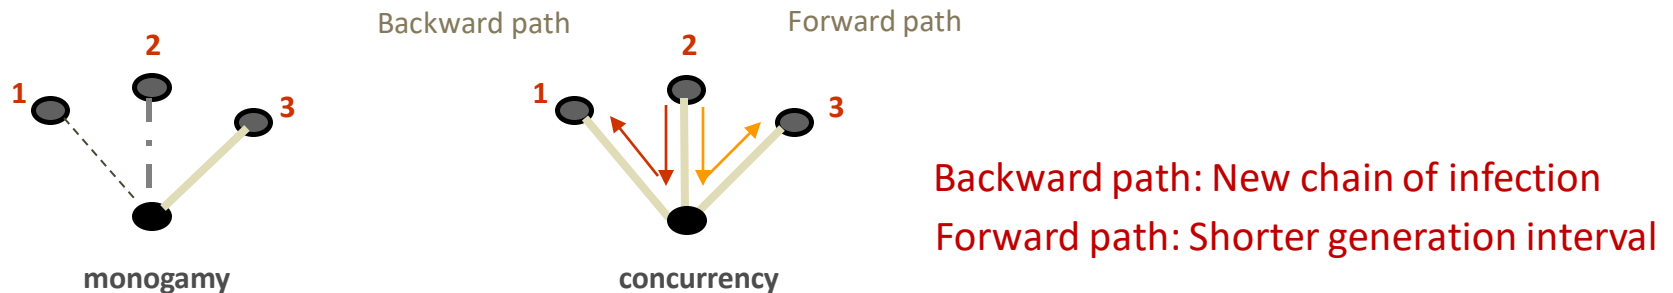 Backward path
Forward path
1
2
3
monogamy
1
2
3
concurrency
Backward path: New chain of infection
Forward path: Shorter generation interval